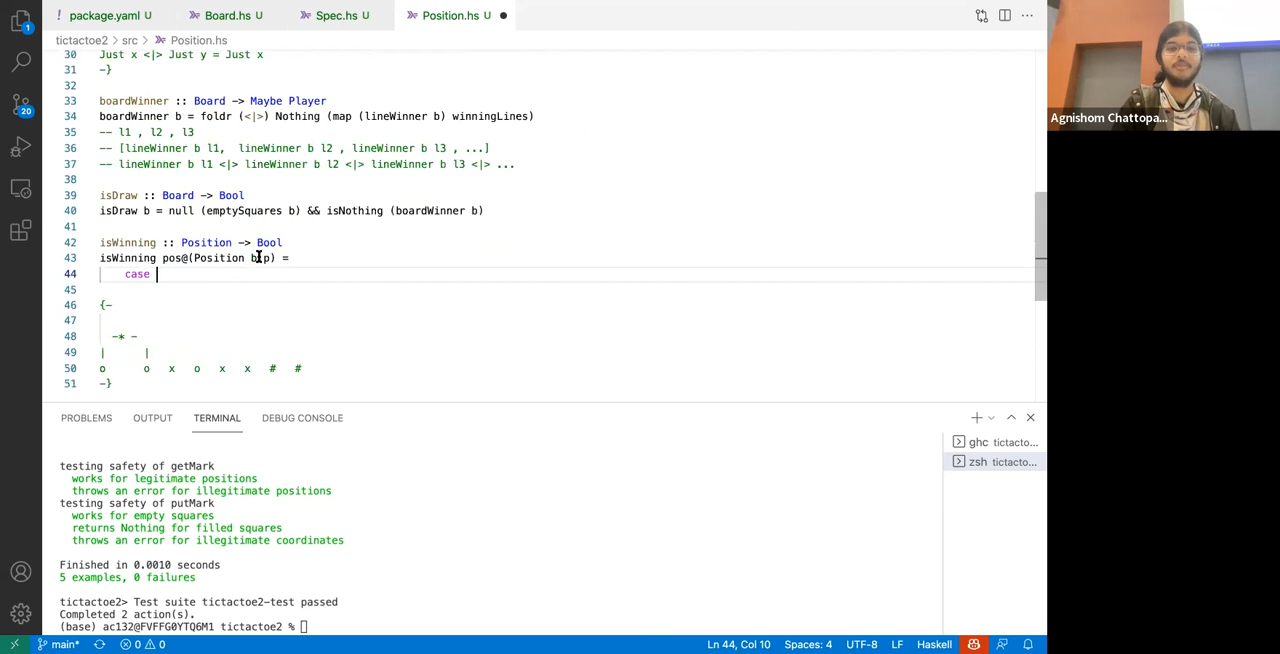 package.yaml U
Board.hs U
Spec.hs U
Position.hs U
tictactoe2 > src > Position.hs
30 Just x <|> Just y = Just x
31 -}
32
33 boardWinner :: Board -> Maybe Player
34 boardWinner b = foldr (<|>) Nothing (map (lineWinner b) winningLines)
35 -- l1 , l2 , l3
36 -- [lineWinner b l1, lineWinner b l2 , lineWinner b l3 , ...]
37 -- lineWinner b l1 <|> lineWinner b l2 <|> lineWinner b l3 <|> ...
38
39 isDraw :: Board -> Bool
40 isDraw b = null (emptySquares b) && isNothing (boardWinner b)
41
42 isWinning :: Position -> Bool
43 isWinning pos@(Position b p) =
44 case
45
46 {-
47
48 -* -
49 | |
50 o o x o x x # #
51 -}
PROBLEMS OUTPUT TERMINAL DEBUG CONSOLE
testing safety of getMark
works for legitimate positions
throws an error for illegitimate positions
testing safety of putMark
works for empty squares
returns Nothing for filled squares
throws an error for illegitimate coordinates
Finished in 0.0010 seconds
5 examples, 0 failures
tictactoe2> Test suite tictactoe2-test passed
Completed 2 action(s).
(base) ac132@FVFFG0YTQ6M1 tictactoe2 %
ghc tictacto...
zsh tictacto...
1
20
main*
0 0
Ln 44, Col 10
Spaces: 4
UTF-8
LF
Haskell
Agnishom Chattopa...